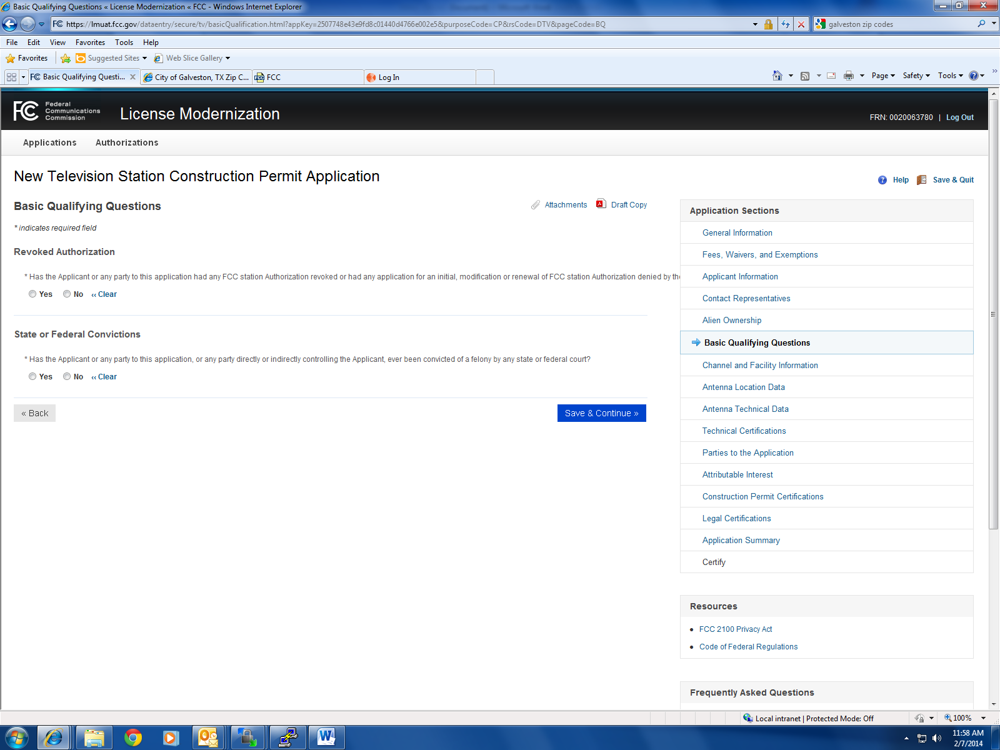 Basic Qualifying Questions « License Modernization « FCC - Windows Internet Explorer
https://lmuat.fcc.gov/dataentry/secure/tv/basicQualification.html?appKey=2507748e43e9fd8c01440d4766e002e5&purposeCode=CP&rsCode=DTV&pageCode=BQ
galveston zip codes
File Edit View Favorites Tools Help
Favorites Suggested Sites Web Slice Gallery
Basic Qualifying Questi... City of Galveston, TX Zip C... FCC Log In
Page Safety Tools
FC Federal Communications Commission
License Modernization
FRN: 0020063780 | Log Out
Applications Authorizations
New Television Station Construction Permit Application
Help Save & Quit
Basic Qualifying Questions
Attachments Draft Copy
* indicates required field
Revoked Authorization
* Has the Applicant or any party to this application had any FCC station Authorization revoked or had any application for an initial, modification or renewal of FCC station Authorization denied by the
Yes No ‹‹ Clear
State or Federal Convictions
* Has the Applicant or any party to this application, or any party directly or indirectly controlling the Applicant, ever been convicted of a felony by any state or federal court?
Yes No ‹‹ Clear
« Back
Save & Continue »
Application Sections
General Information
Fees, Waivers, and Exemptions
Applicant Information
Contact Representatives
Alien Ownership
Basic Qualifying Questions
Channel and Facility Information
Antenna Location Data
Antenna Technical Data
Technical Certifications
Parties to the Application
Attributable Interest
Construction Permit Certifications
Legal Certifications
Application Summary
Certify
Resources
• FCC 2100 Privacy Act
• Code of Federal Regulations
Frequently Asked Questions
Local intranet | Protected Mode: Off
100%
11:58 AM
2/7/2014